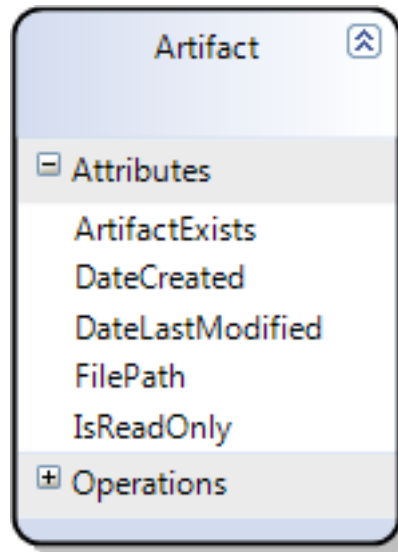 Artifact
Attributes
ArtifactExists
DateCreated
DateLastModified
FilePath
IsReadOnly
Operations